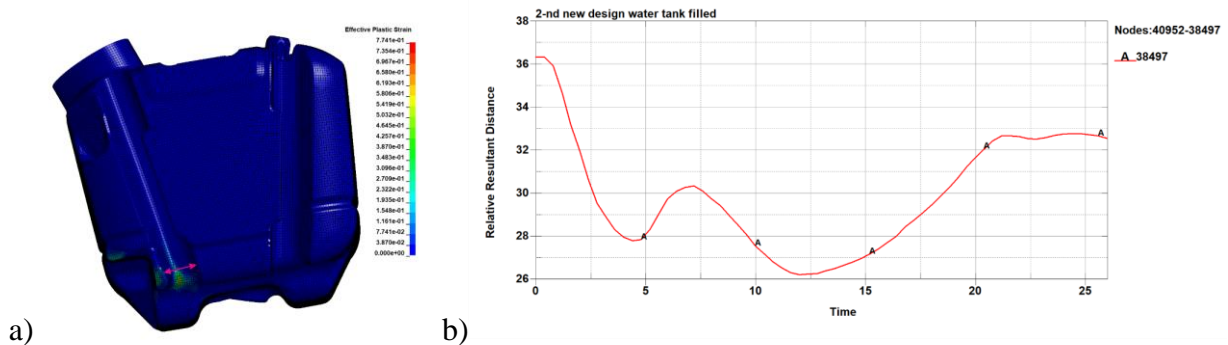 Effective Plastic Strain
7.741e-01
7.354e-01
6.967e-01
6.580e-01
6.193e-01
5.806e-01
5.419e-01
5.032e-01
4.645e-01
4.257e-01
3.870e-01
3.483e-01
3.096e-01
2.709e-01
2.322e-01
1.935e-01
1.548e-01
1.161e-01
7.741e-02
3.870e-02
0.000e+00
a)
2-nd new design water tank filled
38
36
34
32
30
28
26
Relative Resultant Distance
A
A
A
A
A
A
0
5
10
15
20
25
Time
Nodes:40952-38497
A 38497
b)